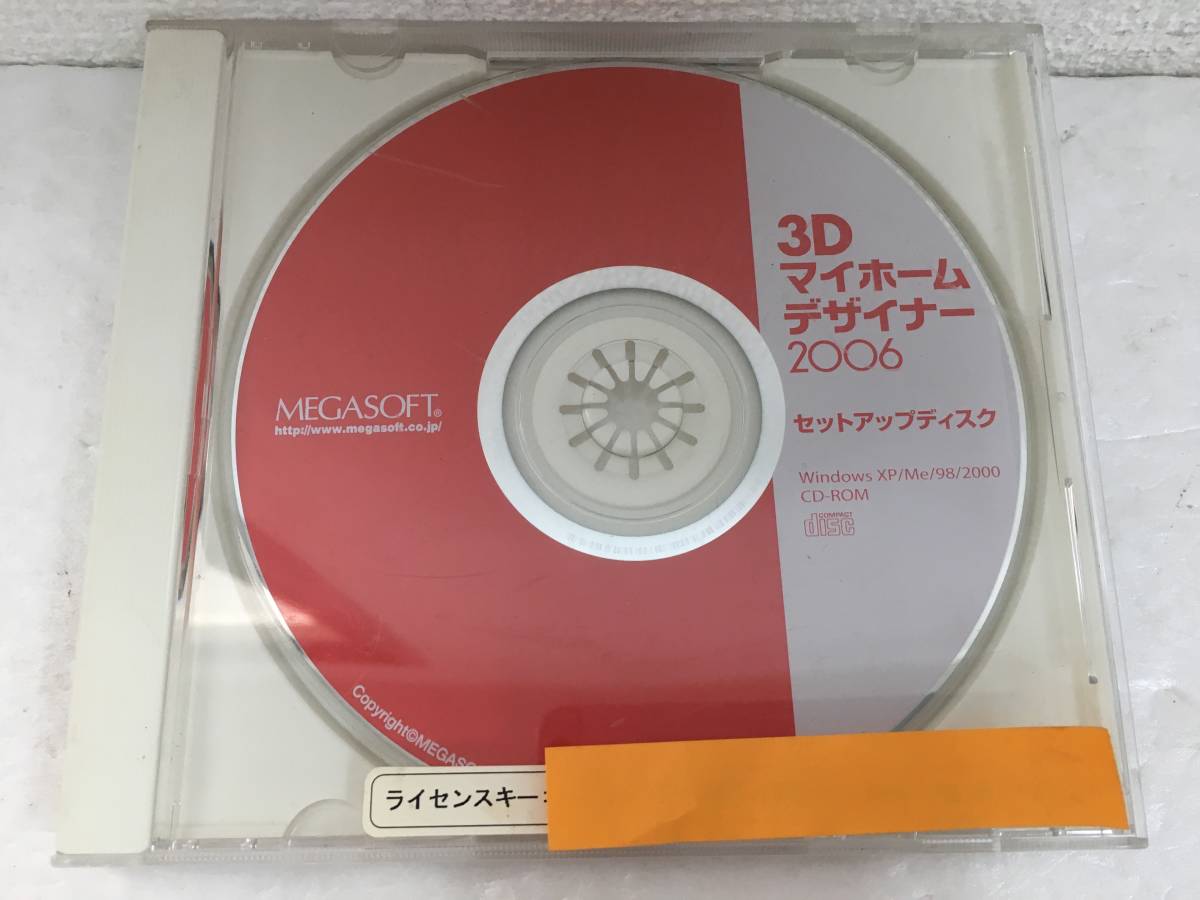 3D
マイホーム
デザイナー
2006
セットアップディスク
Windows XP/Me/98/2000
CD-ROM
COMPACT
disc
MEGASOFT®
http://www.megasoft.co.jp/
Copyright©MEGASO
ライセンスキー：